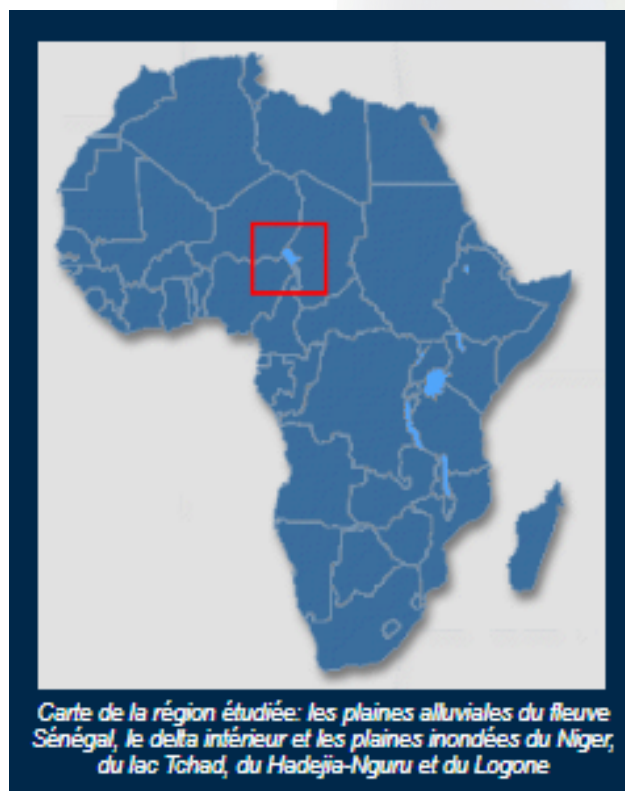 Carte de la région étudiée: les plaines alluviales du fleuve
Sénégal, le delta intérieur et les plaines inondées du Niger,
du lac Tchad, du Hadejia-Nguru et du Logone